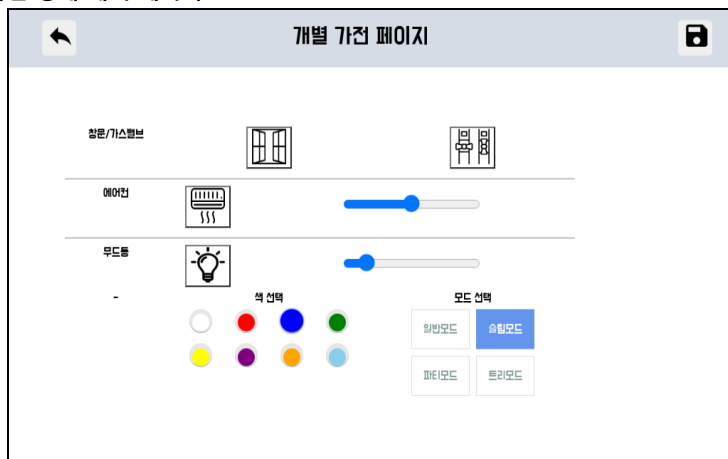 개별 가전 페이지
창문/가스밸브
에어컨
무드등
-
색 선택
모드 선택
일반모드
슬립모드
파티모드
트리모드